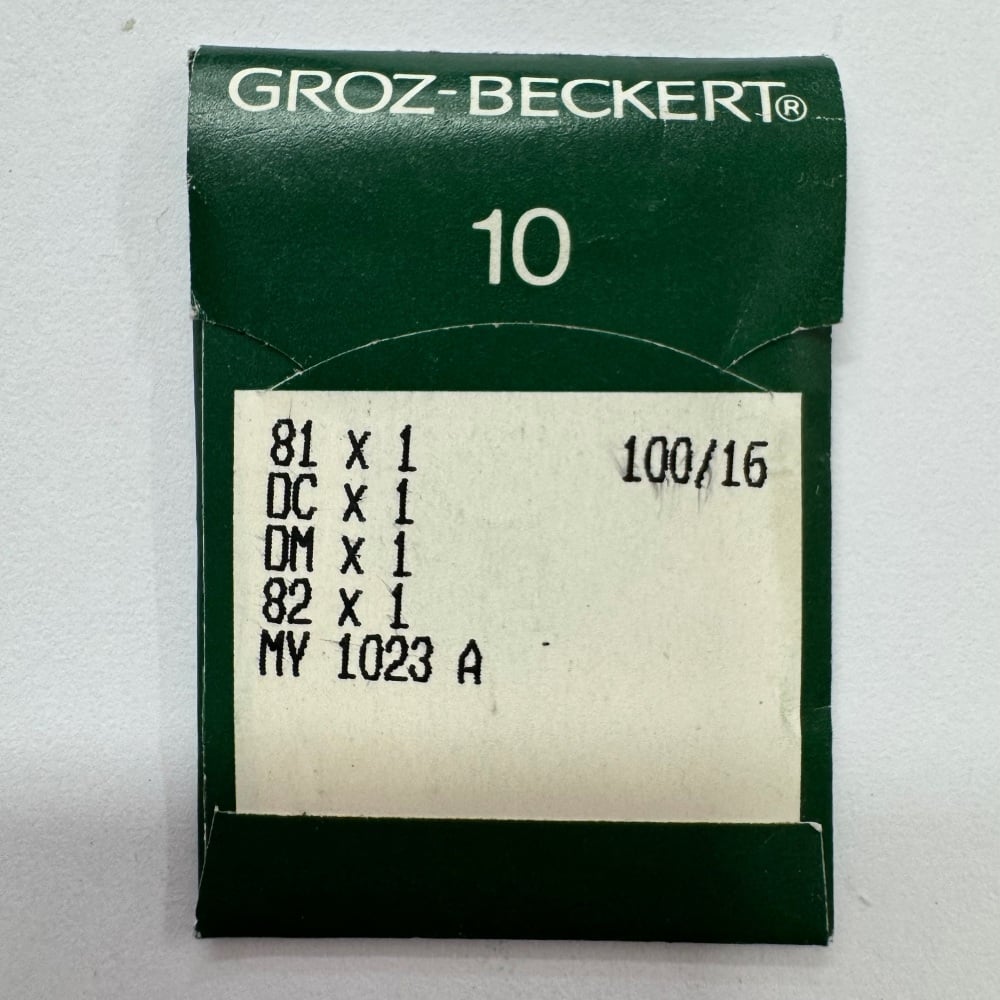 GROZ-BECKERT®
10
81 X 1 100/16
DC X 1
DM X 1
82 X 1
MY 1023 A